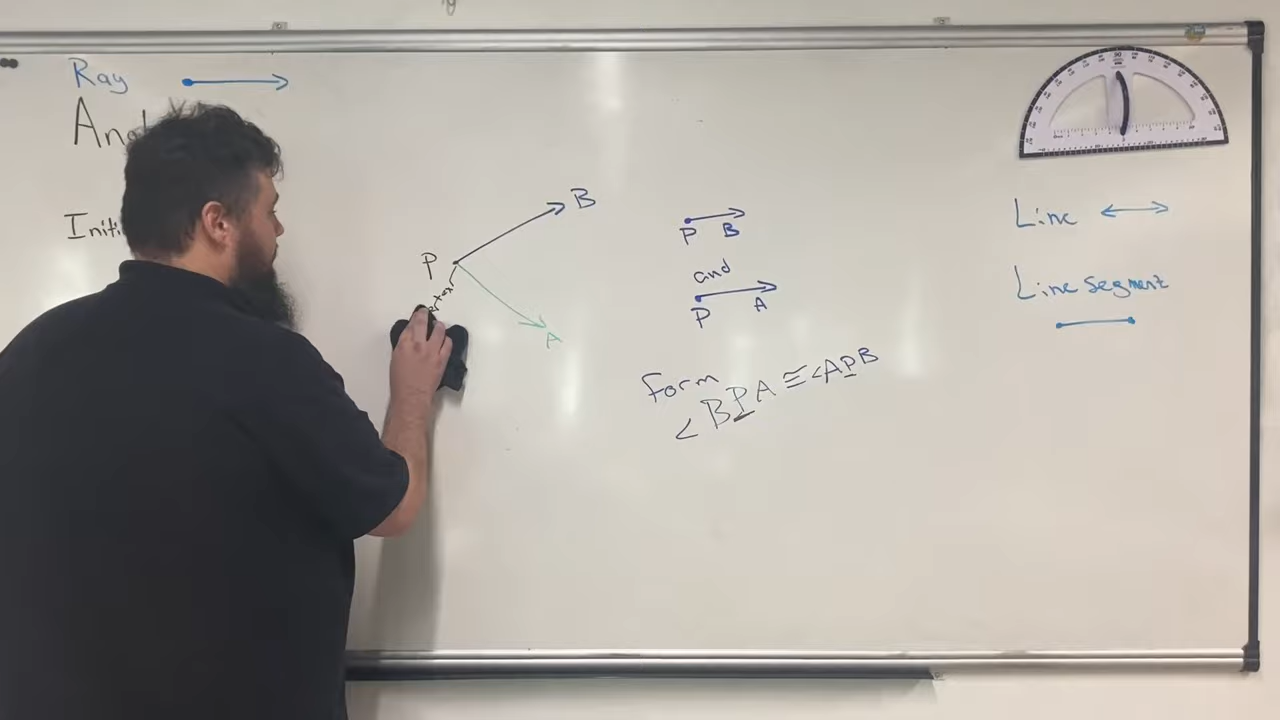 Ray
B
P
A
P B
and
P A
form
<BPA ≅ <APB
Line
Line segment